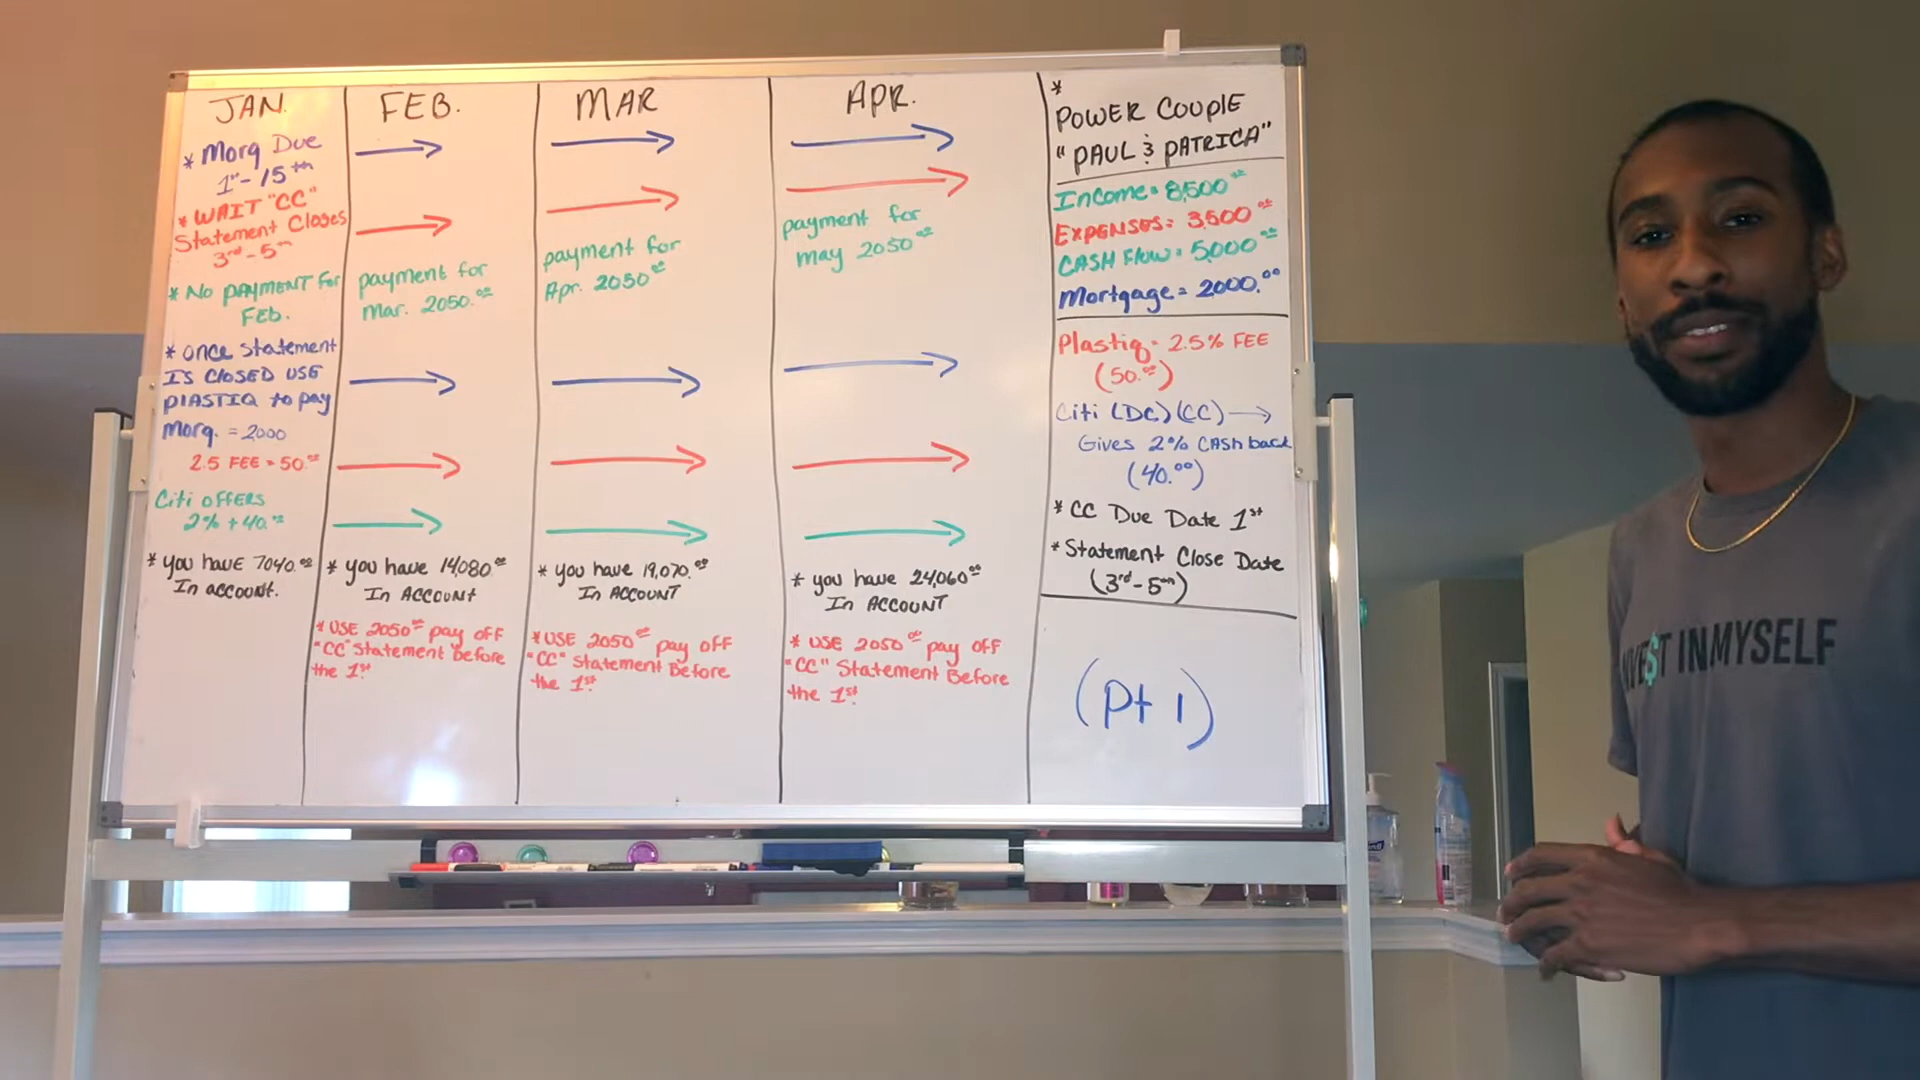 JAN.
* Morg Due
1st - 15th
* WAIT "CC"
Statement Closes
3rd - 5th
* NO PAYMENT For
FEB.
* once statement
IS CLOSED USE
PLASTIQ to pay
Morg. = 2000
2.5 FEE = 50.00
Citi OFFERS
2% + 40.00
* you HAVE 7040.00
In account.
FEB.
payment for
Mar. 2050.00
* you have 14,080.00
In ACCOUNT
* USE 2050.00 pay off
"CC" Statement Before
the 1st.
MAR
payment for
Apr. 2050.00
* you have 19,070.00
In ACCOUNT
* USE 2050.00 pay off
"CC" Statement Before
the 1st.
APR.
payment for
may 2050.00
* you have 24,060.00
In ACCOUNT
* USE 2050.00 pay off
"CC" Statement Before
the 1st.
*
POWER COUPLE
"PAUL & PATRICA"
Income = 8,500.00
EXPENSES: 3,500.00
CASH Flow = 5,000.00
Mortgage = 2,000.00
Plastiq - 2.5% FEE
(50.00)
Citi (DC) (CC) →
Gives 2% CASH back
(40.00)
* CC Due Date 1st
* Statement Close Date
(3rd - 5th)
(pt 1)
INVE$T IN MYSELF